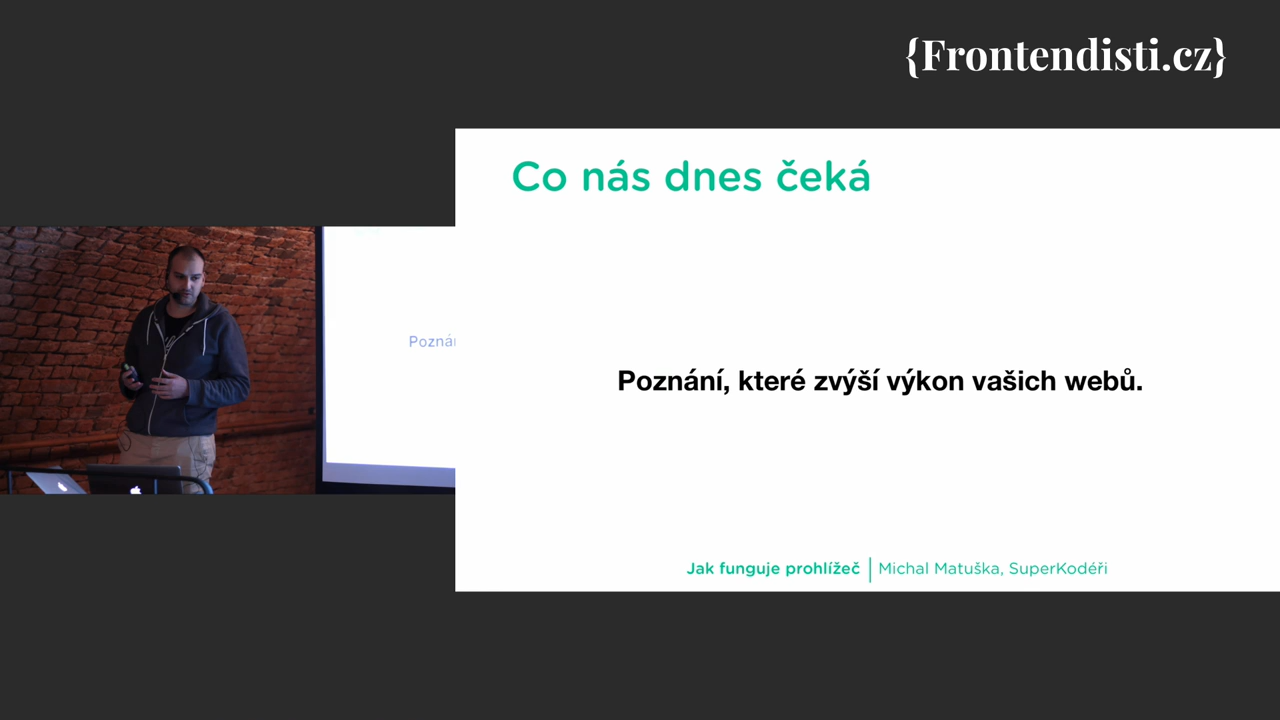 {Frontendisti.cz}
Co nás dnes čeká
Poznání, které zvýší výkon vašich webů.
Jak funguje prohlížeč | Michal Matuška, SuperKodéři